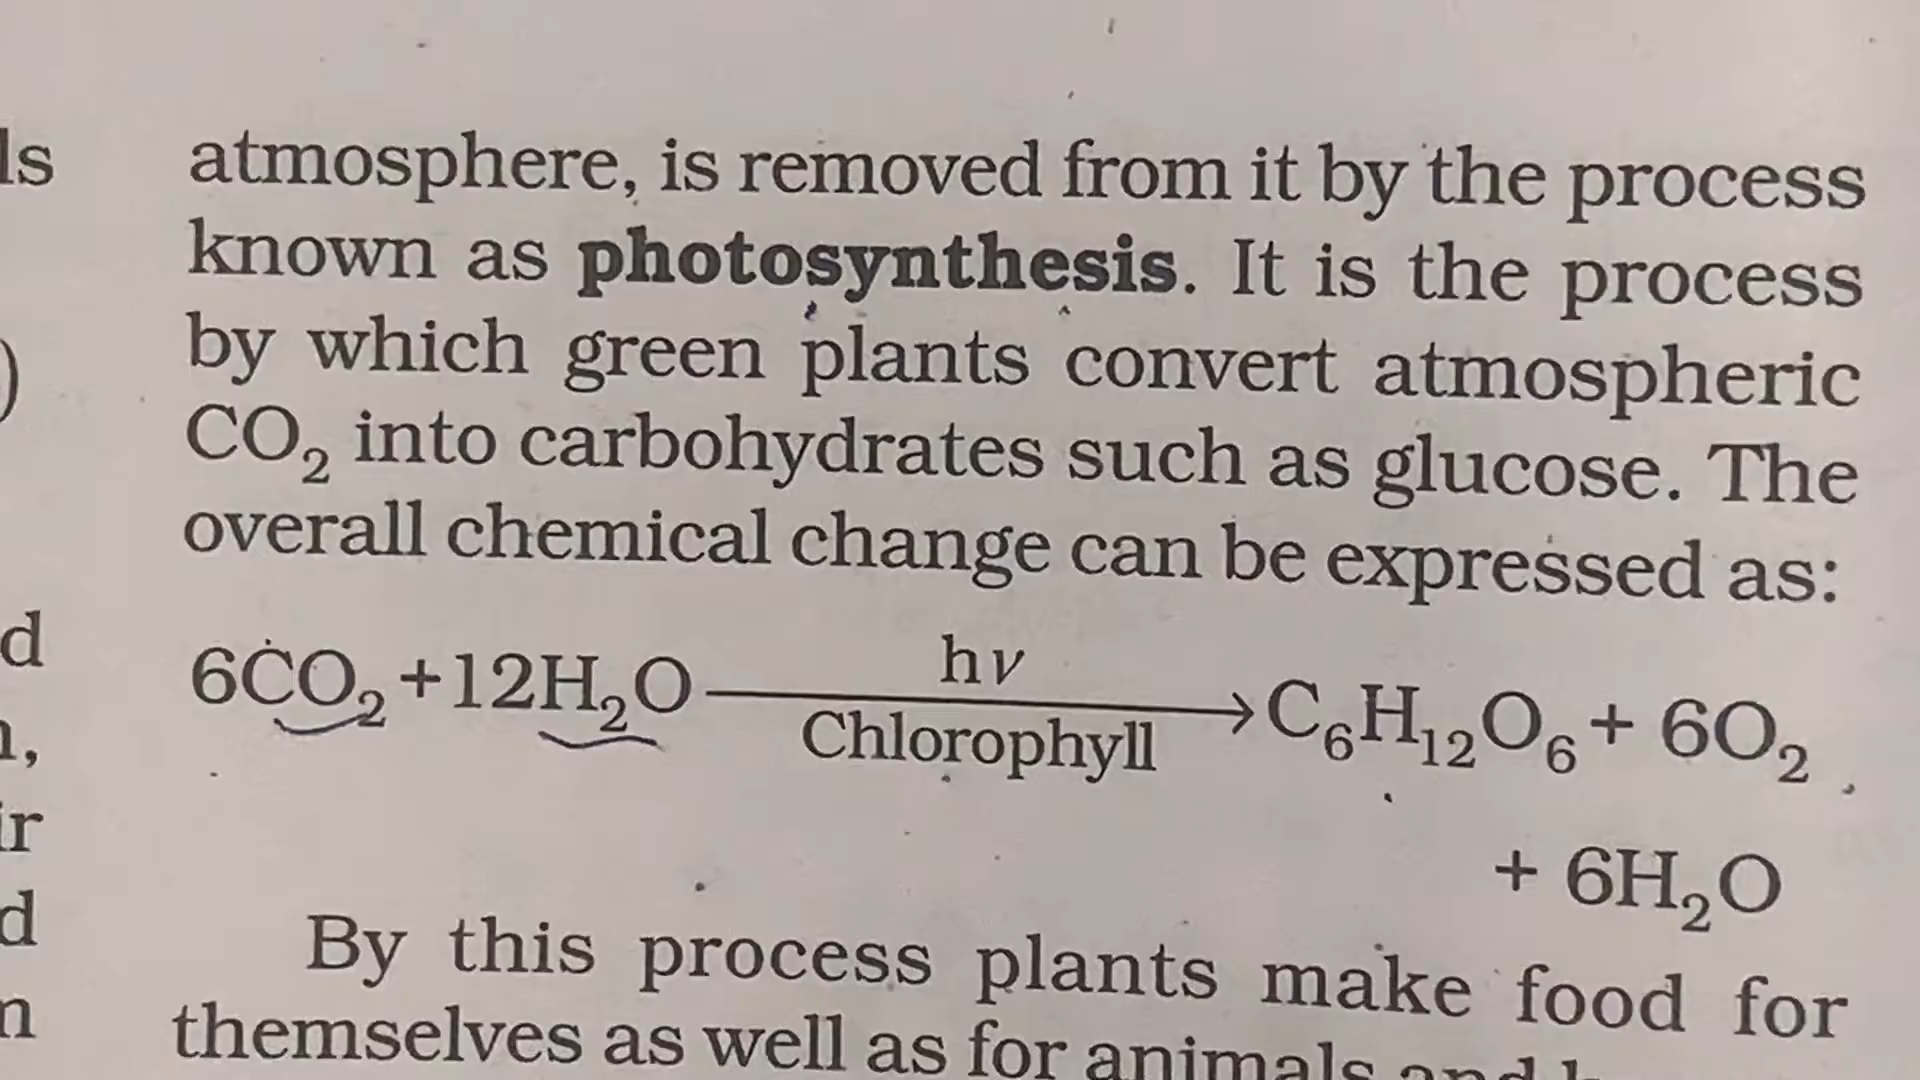 atmosphere, is removed from it by the process
known as photosynthesis. It is the process
by which green plants convert atmospheric
CO₂ into carbohydrates such as glucose. The
overall chemical change can be expressed as:
6CO₂ +12H₂O hν Chlorophyll → C₆H₁₂O₆ + 6O₂
+ 6H₂O
By this process plants make food for
themselves as well as for animals and